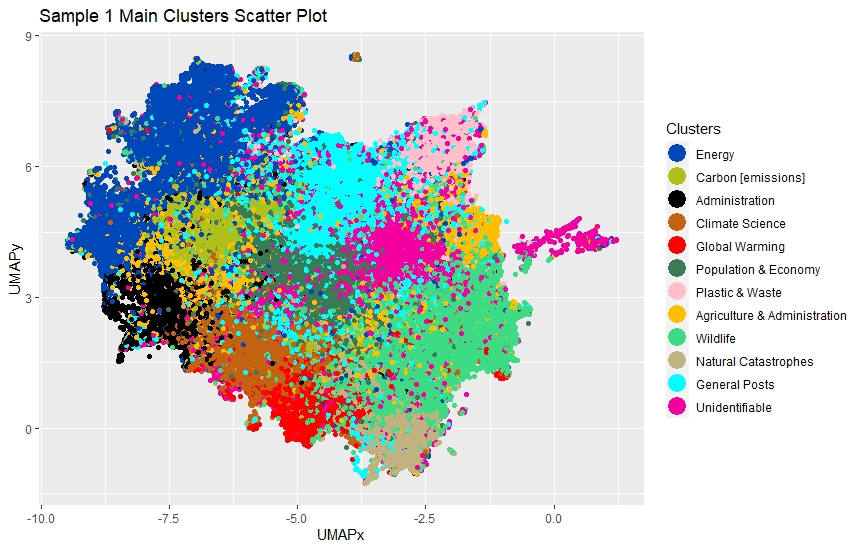 Sample 1 Main Clusters Scatter Plot
9
6
3
0
UMAPy
-10.0
-7.5
-5.0
-2.5
0.0
UMAPx
Clusters
Energy
Carbon [emissions]
Administration
Climate Science
Global Warming
Population & Economy
Plastic & Waste
Agriculture & Administration
Wildlife
Natural Catastrophes
General Posts
Unidentifiable